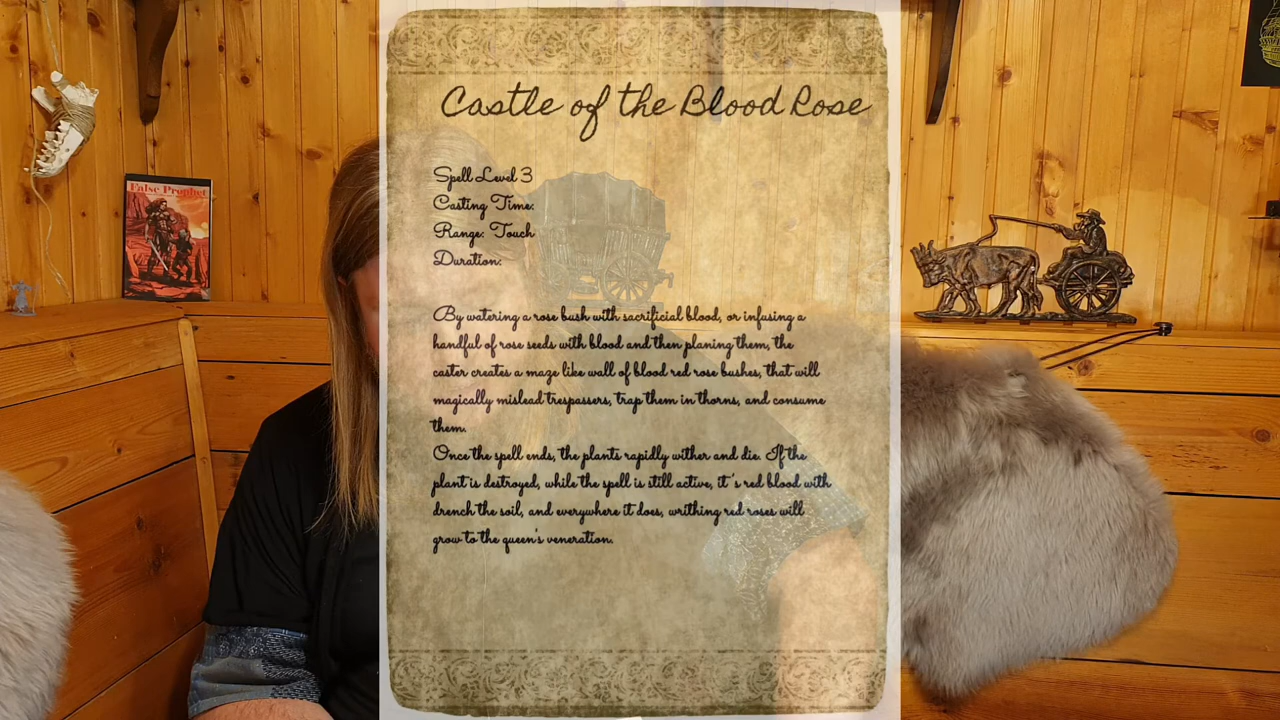 Castle of the Blood Rose
Spell Level 3
Casting Time:
Range: Touch
Duration:
By watering a rose bush with sacrificial blood, or infusing a
handful of rose seeds with blood and then planing them, the
caster creates a maze like wall of blood red rose bushes, that will
magically mislead trespassers, trap them in thorns, and consume
them.
Once the spell ends, the plants rapidly wither and die. If the
plant is destroyed, while the spell is still active, it's red blood with
drench the soil, and everywhere it does, writhing red roses will
grow to the queen's veneration.
False Prophet